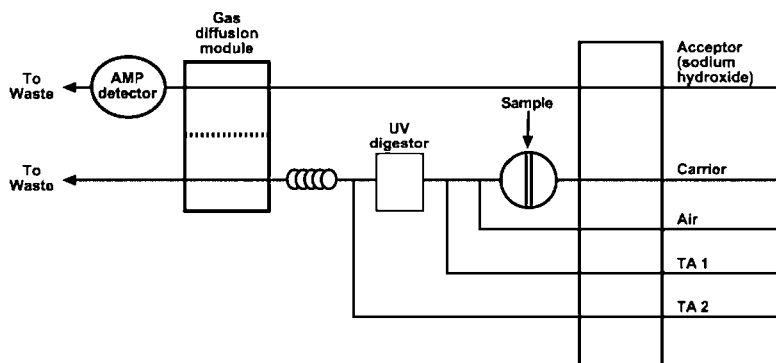 Gas
diffusion
module
Acceptor
(sodium
hydroxide)
To
Waste
AMP
detector
Sample
UV
digestor
To
Waste
Carrier
Air
TA 1
TA 2